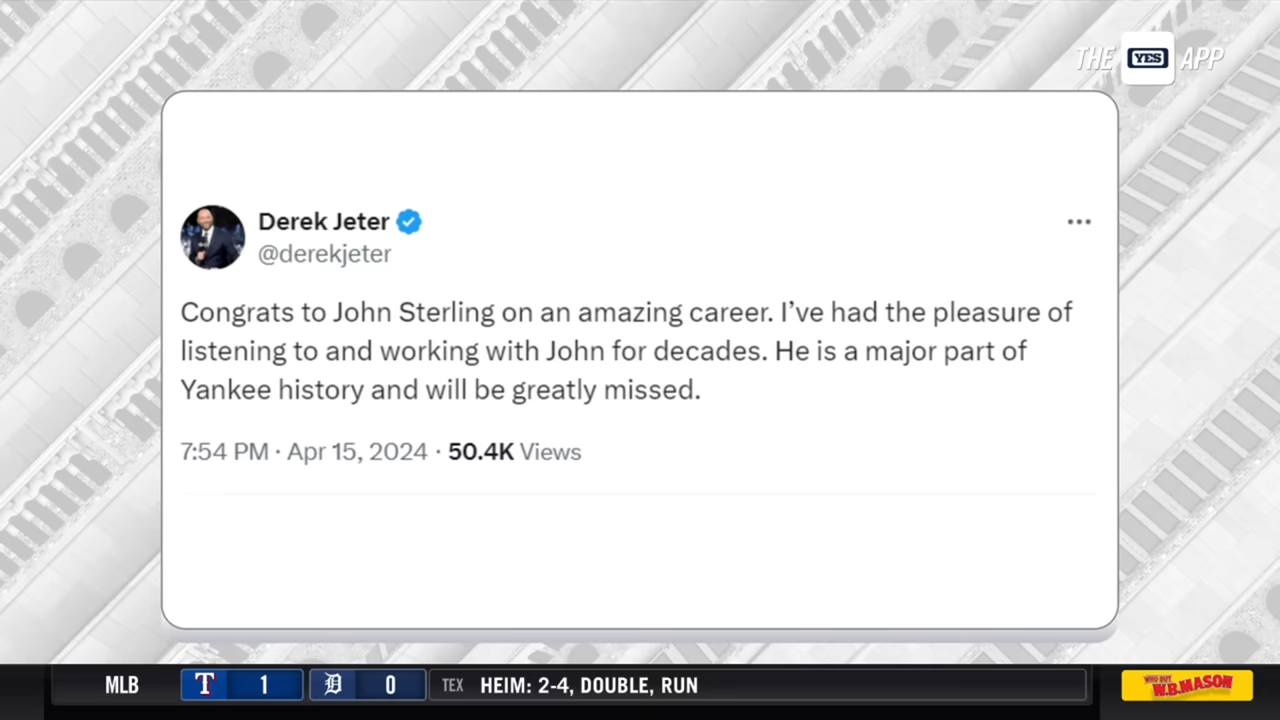 THE YES APP
Derek Jeter
@derekjeter
Congrats to John Sterling on an amazing career. I’ve had the pleasure of
listening to and working with John for decades. He is a major part of
Yankee history and will be greatly missed.
7:54 PM · Apr 15, 2024 · 50.4K Views
MLB T 1 D 0 TEX HEIM: 2-4, DOUBLE, RUN WHO BUT W.B. MASON